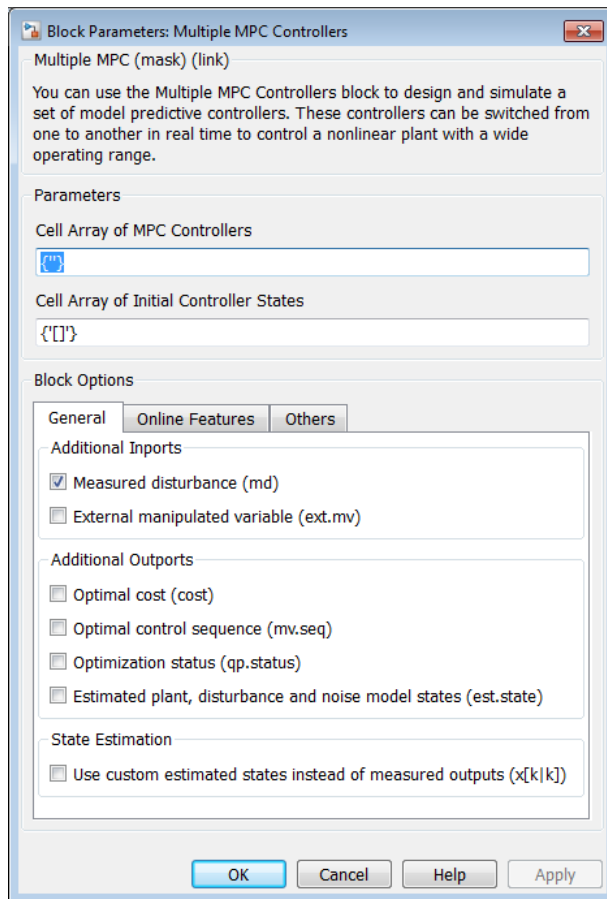 Block Parameters: Multiple MPC Controllers
Multiple MPC (mask) (link)
You can use the Multiple MPC Controllers block to design and simulate a
set of model predictive controllers. These controllers can be switched from
one to another in real time to control a nonlinear plant with a wide
operating range.
Parameters
Cell Array of MPC Controllers
{''}
Cell Array of Initial Controller States
{'[]'}
Block Options
General Online Features Others
Additional Inports
Measured disturbance (md)
External manipulated variable (ext.mv)
Additional Outports
Optimal cost (cost)
Optimal control sequence (mv.seq)
Optimization status (qp.status)
Estimated plant, disturbance and noise model states (est.state)
State Estimation
Use custom estimated states instead of measured outputs (x[k|k])
OK Cancel Help Apply